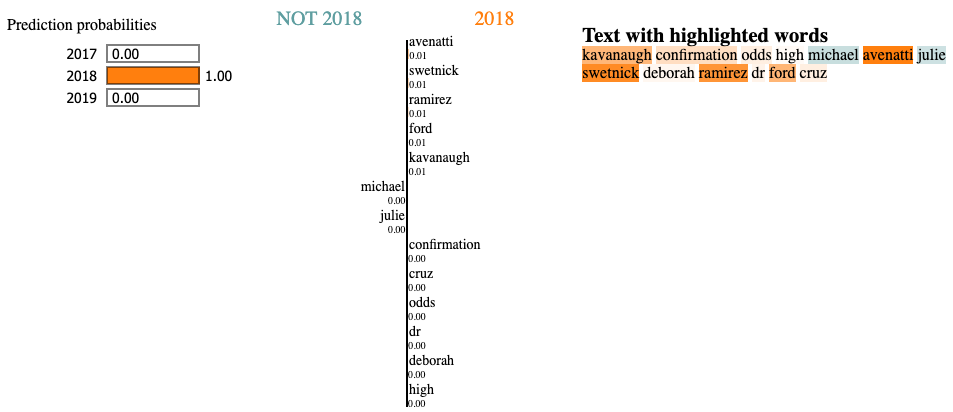 Prediction probabilities
2017 0.00
2018 1.00
2019 0.00
NOT 2018 2018
avenatti
0.01
swetnick
0.01
ramirez
0.01
ford
0.01
kavanaugh
0.01
michael
0.00
julie
0.00
confirmation
0.00
cruz
0.00
odds
0.00
dr
0.00
deborah
0.00
high
0.00
Text with highlighted words
kavanaugh confirmation odds high michael avenatti julie
swetnick deborah ramirez dr ford cruz